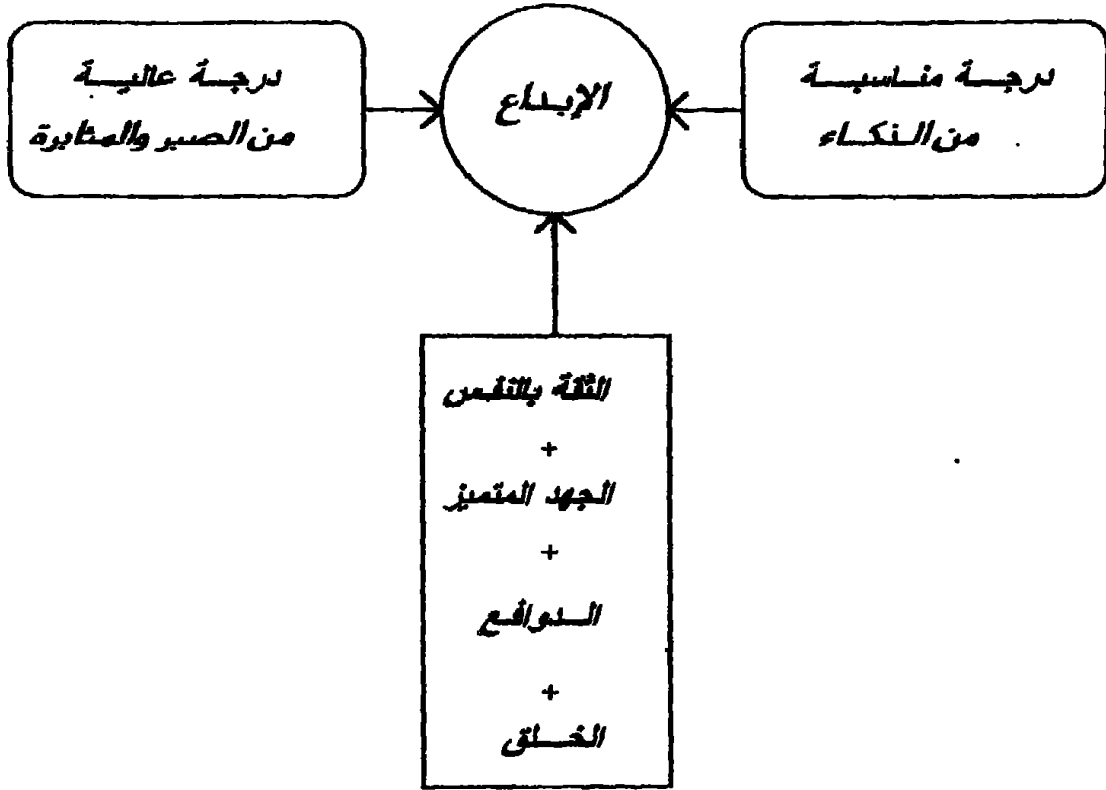 درجة مناسبة
من الذكاء
الإبداع
درجة عالية
من الصبر والمثابرة
الثقة بالنفس
+
الجهد المتميز
+
الدوافع
+
الخلق